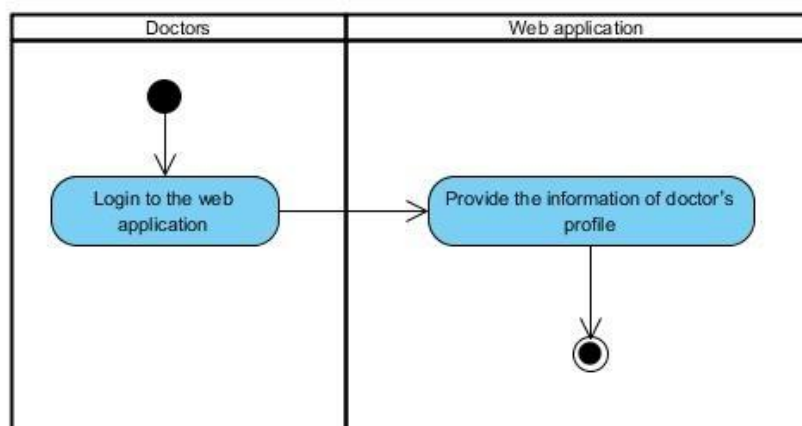 Doctors
Web application
Login to the web
application
Provide the information of doctor's
profile